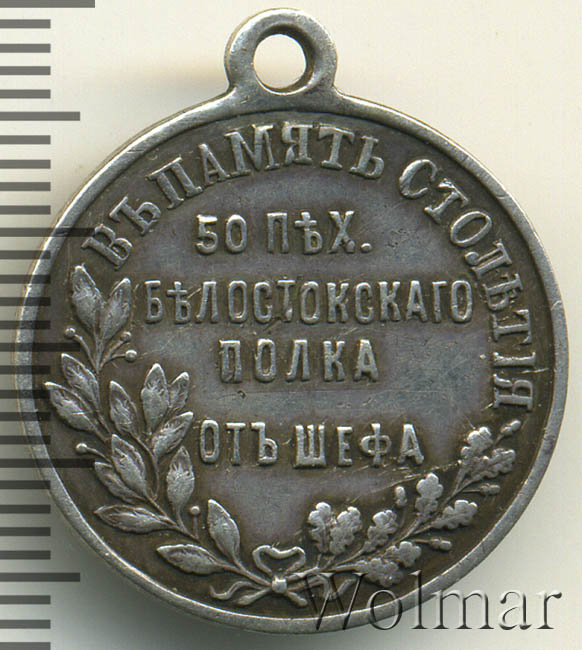 ВЪ ПАМЯТЬ СТОЛѢТІЯ
50 ПѢХ.
БѢЛОСТОКСКАГО
ПОЛКА
ОТЪ ШЕФА
Wolmar